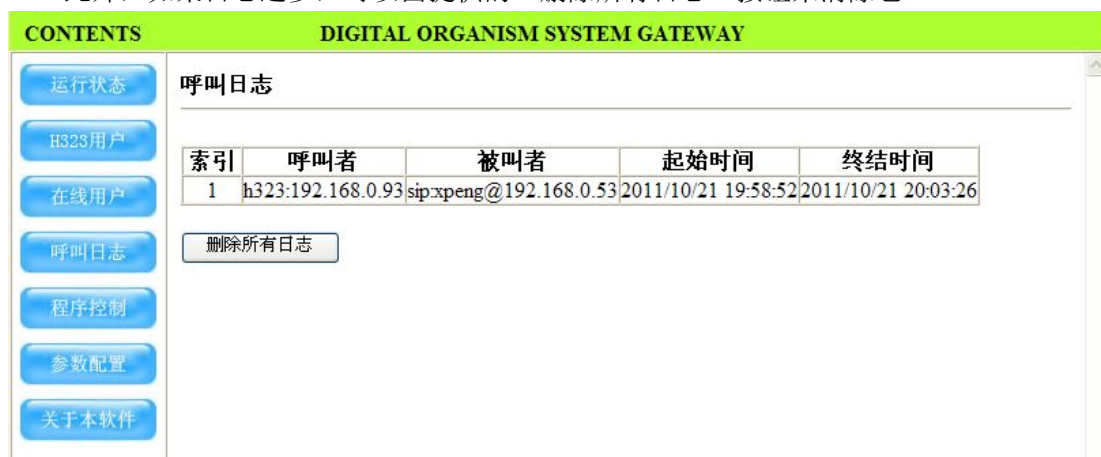 CONTENTS DIGITAL ORGANISM SYSTEM GATEWAY
运行状态
H323用户
在线用户
呼叫日志
程序控制
参数配置
关于本软件
呼叫日志
索引 呼叫者 被叫者 起始时间 终结时间
1 h323:192.168.0.93 sip:xpeng@192.168.0.53 2011/10/21 19:58:52 2011/10/21 20:03:26
删除所有日志